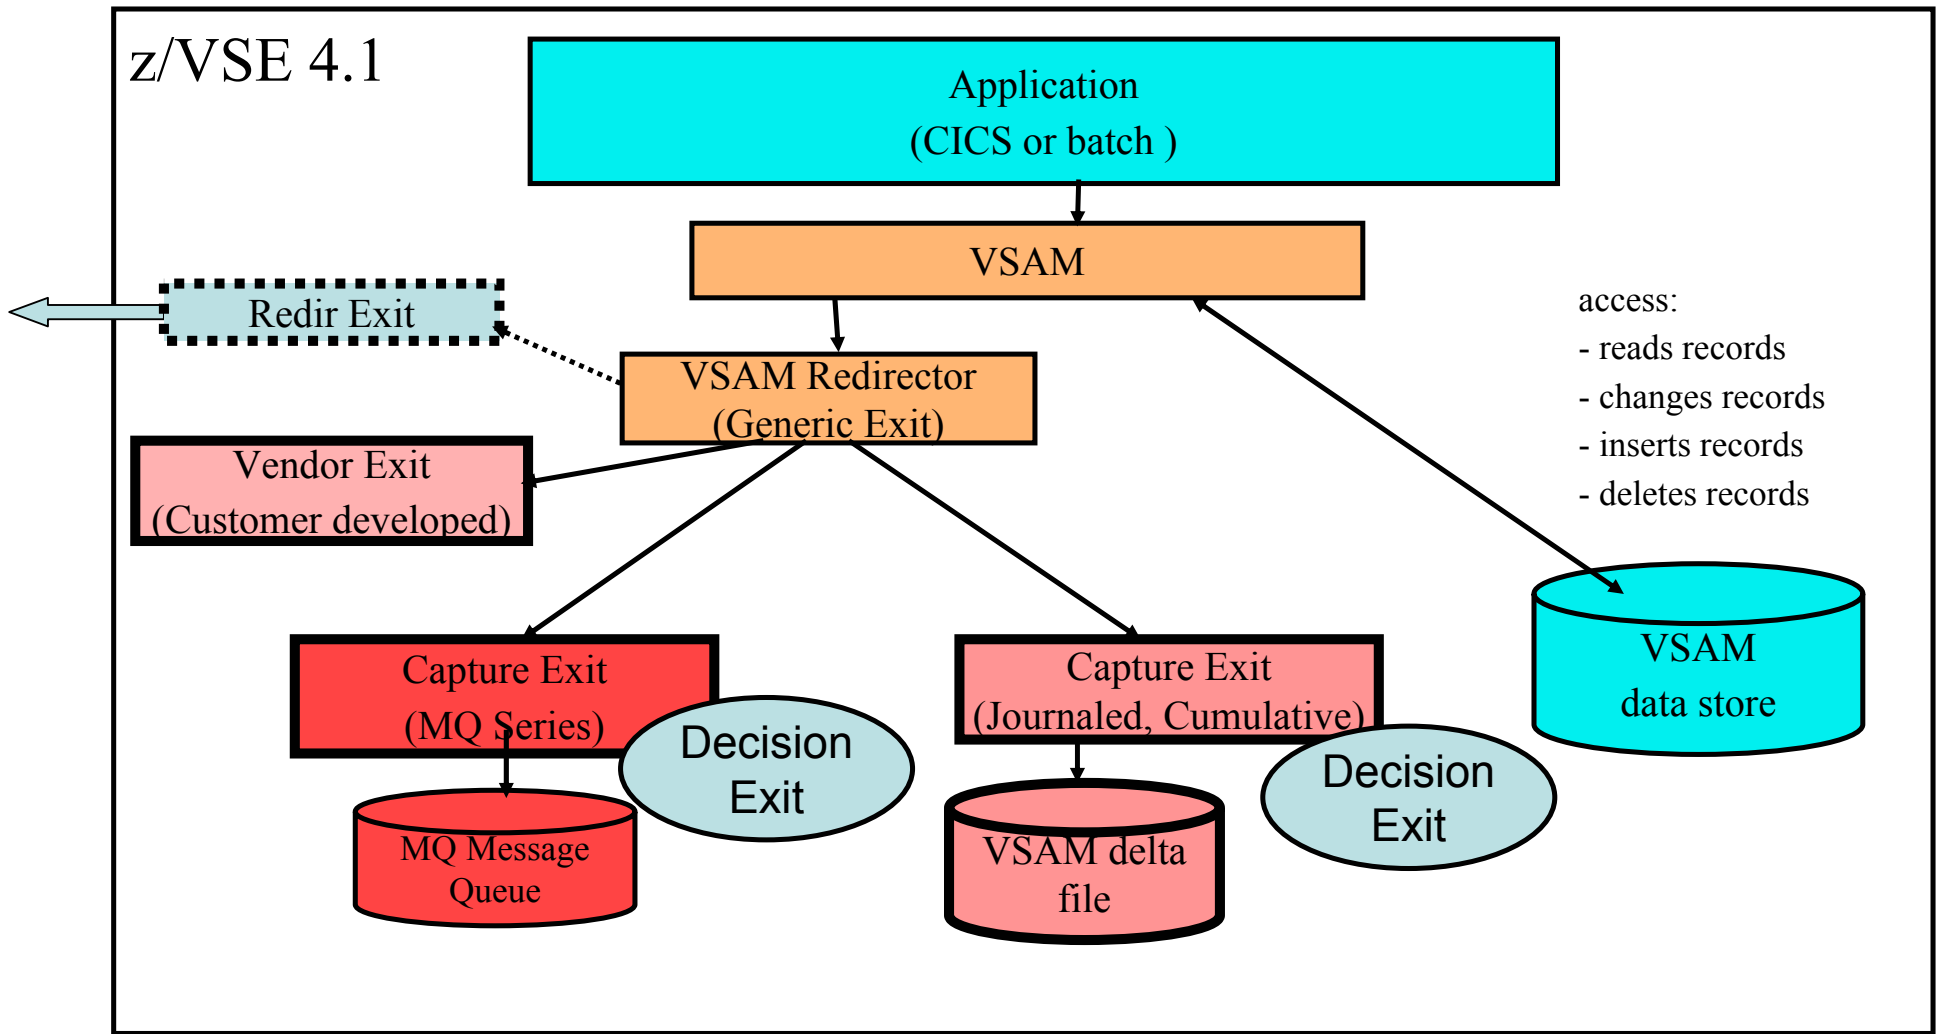 z/VSE 4.1
Application
(CICS or batch )
VSAM
Redir Exit
access:
- reads records
- changes records
- inserts records
- deletes records
VSAM Redirector
(Generic Exit)
Vendor Exit
(Customer developed)
Capture Exit
(MQ Series)
Decision
Exit
MQ Message
Queue
Capture Exit
(Journaled, Cumulative)
Decision
Exit
VSAM delta
file
VSAM
data store